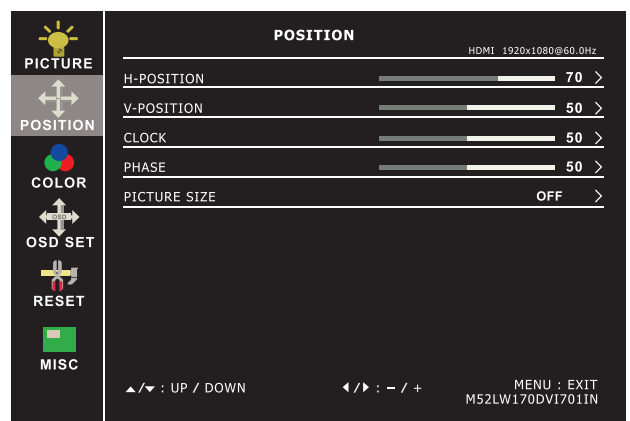 PICTURE
POSITION
COLOR
OSD
OSD SET
RESET
MISC
POSITION
HDMI 1920x1080@60.0Hz
H-POSITION 70
V-POSITION 50
CLOCK 50
PHASE 50
PICTURE SIZE OFF
▲/▼ : UP / DOWN ◀/▶ : – / + MENU : EXIT
M52LW170DVI701IN